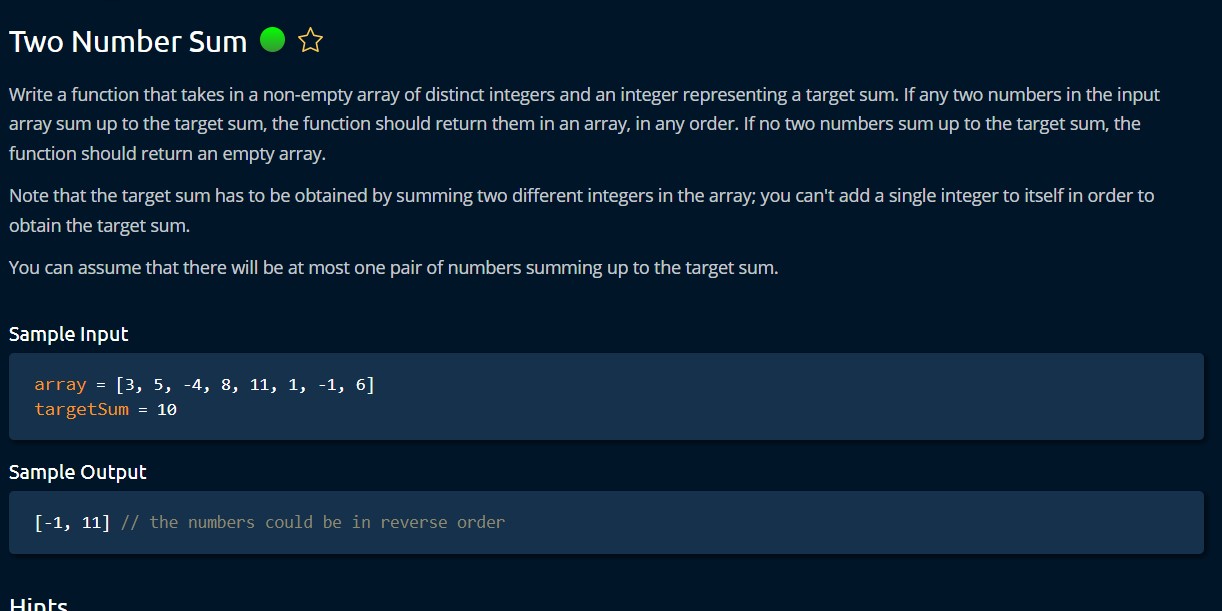 Two Number Sum
Write a function that takes in a non-empty array of distinct integers and an integer representing a target sum. If any two numbers in the input
array sum up to the target sum, the function should return them in an array, in any order. If no two numbers sum up to the target sum, the
function should return an empty array.
Note that the target sum has to be obtained by summing two different integers in the array; you can't add a single integer to itself in order to
obtain the target sum.
You can assume that there will be at most one pair of numbers summing up to the target sum.
Sample Input
array = [3, 5, -4, 8, 11, 1, -1, 6]
targetSum = 10
Sample Output
[-1, 11] // the numbers could be in reverse order
Hints